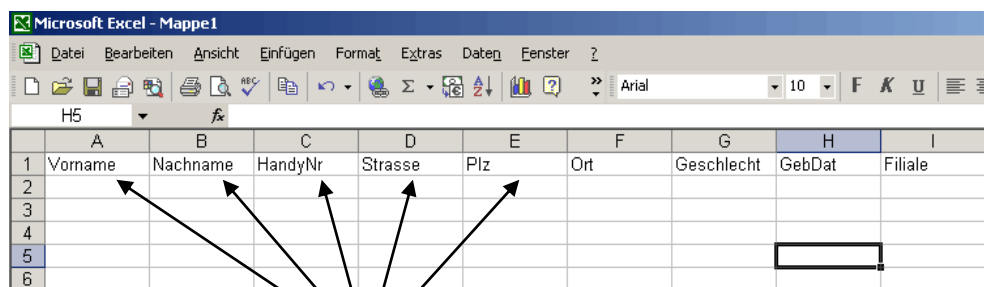 Microsoft Excel - Mappe1
Datei Bearbeiten Ansicht Einfügen Format Extras Daten Fenster ?
ABC Σ A Z ? Arial 10 F K U
H5 fx
A B C D E F G H I
1 Vorname Nachname HandyNr Strasse Plz Ort Geschlecht GebDat Filiale
2
3
4
5
6